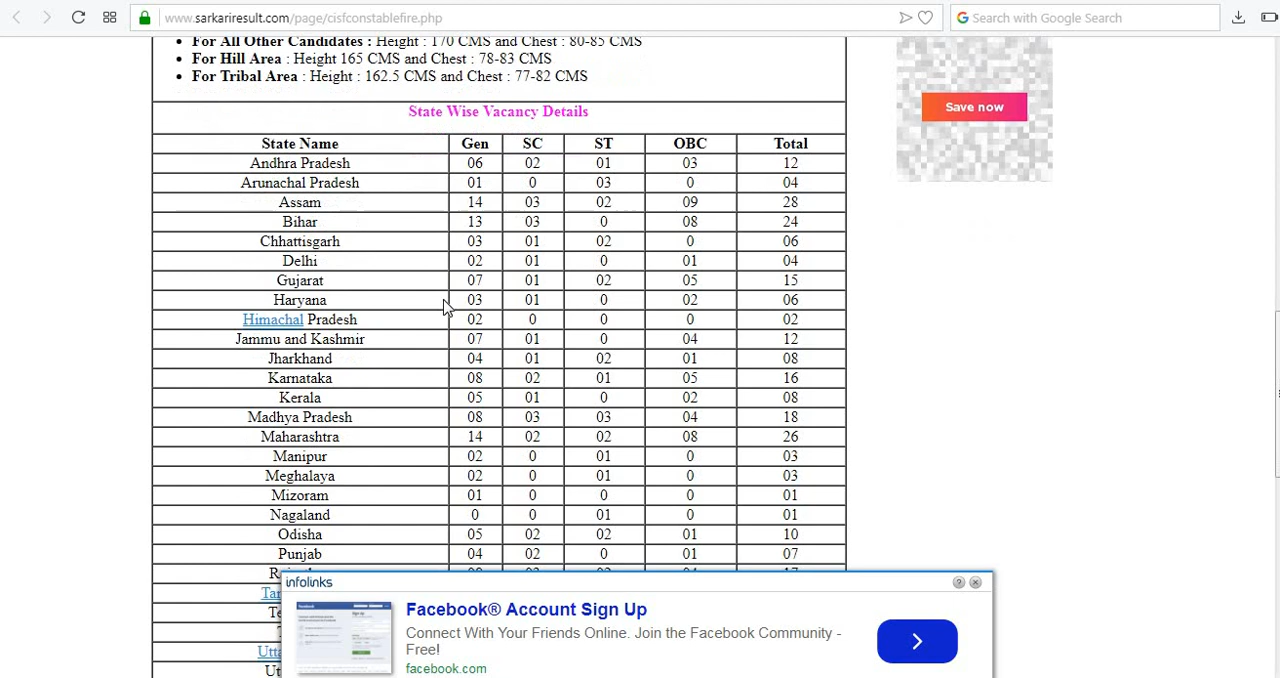 www.sarkariresult.com/page/cisfconstablefire.php
Search with Google Search
For All Other Candidates : Height : 170 CMS and Chest : 80-85 CMS
For Hill Area : Height 165 CMS and Chest : 78-83 CMS
For Tribal Area : Height : 162.5 CMS and Chest : 77-82 CMS
Save now
State Wise Vacancy Details
State Name Gen SC ST OBC Total
Andhra Pradesh 06 02 01 03 12
Arunachal Pradesh 01 0 03 0 04
Assam 14 03 02 09 28
Bihar 13 03 0 08 24
Chhattisgarh 03 01 02 0 06
Delhi 02 01 0 01 04
Gujarat 07 01 02 05 15
Haryana 03 01 0 02 06
Himachal Pradesh 02 0 0 0 02
Jammu and Kashmir 07 01 0 04 12
Jharkhand 04 01 02 01 08
Karnataka 08 02 01 05 16
Kerala 05 01 0 02 08
Madhya Pradesh 08 03 03 04 18
Maharashtra 14 02 02 08 26
Manipur 02 0 01 0 03
Meghalaya 02 0 01 0 03
Mizoram 01 0 0 0 01
Nagaland 0 0 01 0 01
Odisha 05 02 02 01 10
Punjab 04 02 0 01 07
infolinks
Facebook® Account Sign Up
Connect With Your Friends Online. Join the Facebook Community -
Free!
facebook.com